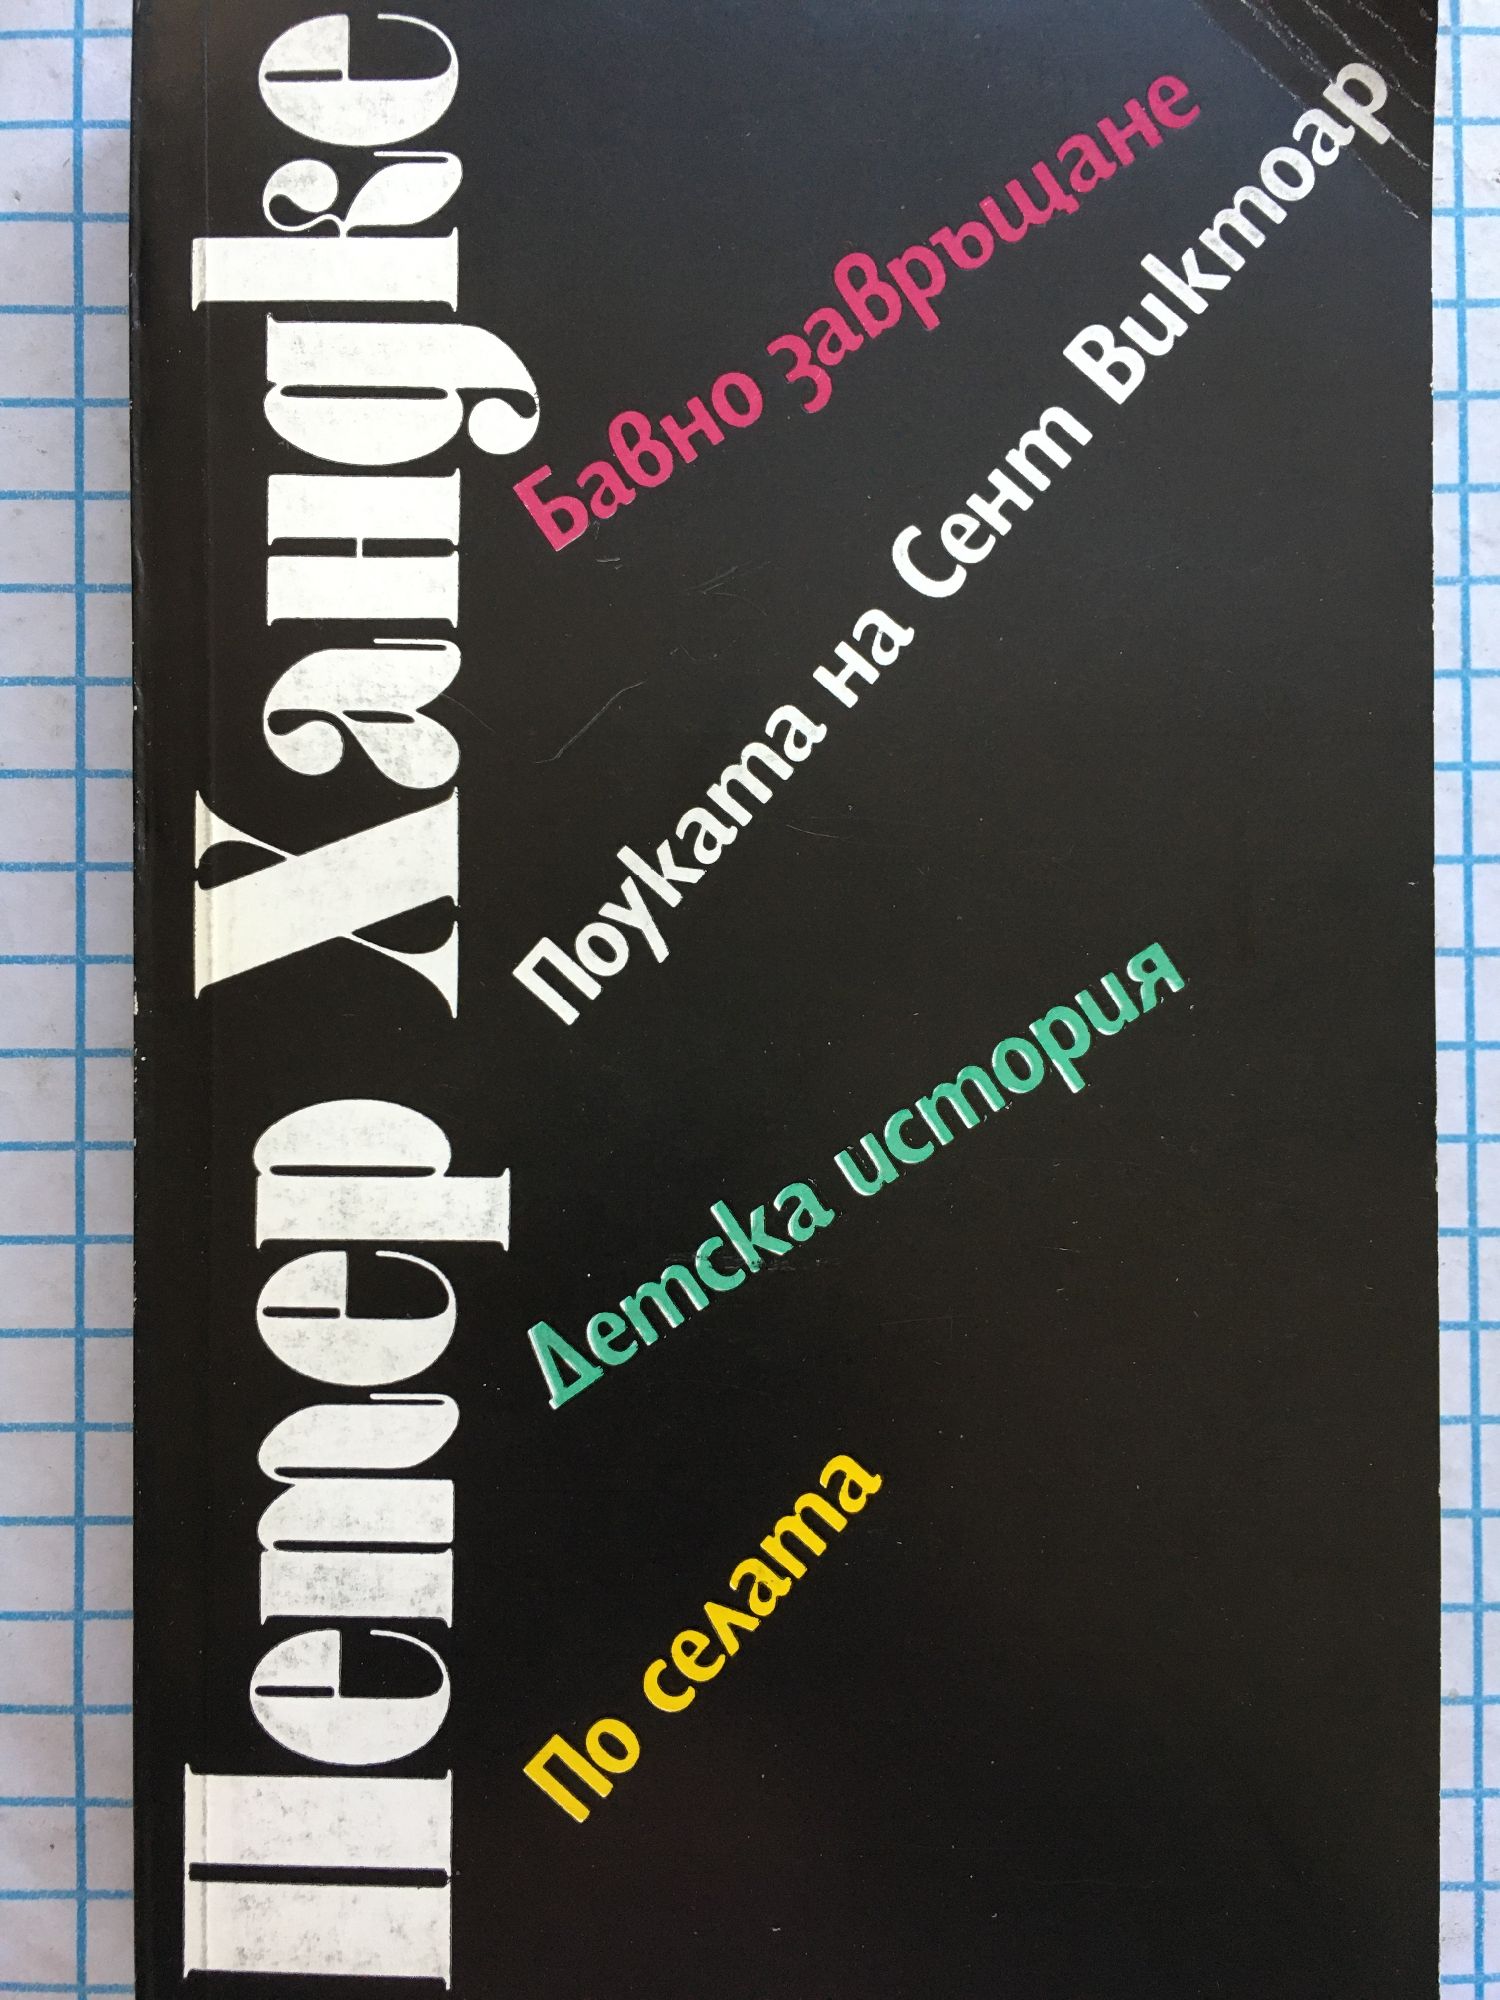 Петер Хандке
Бавно завръщане
Поуката на Сент Виктоар
Детска история
По селата